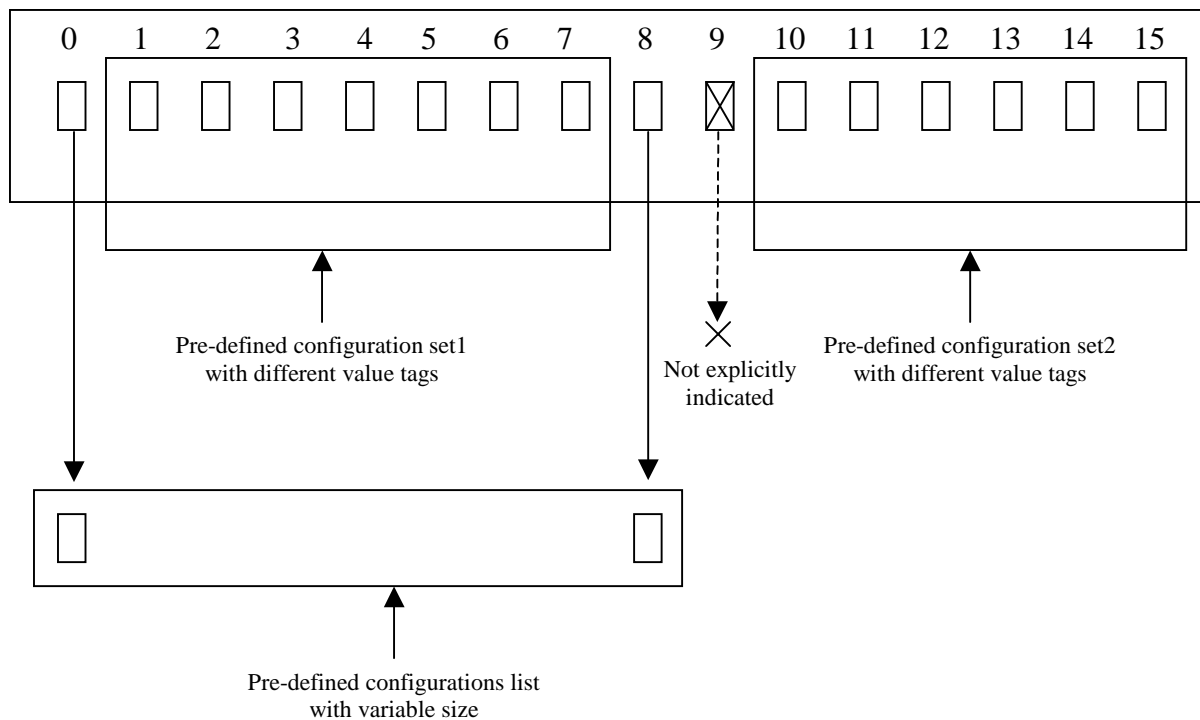 0 1 2 3 4 5 6 7 8 9 10 11 12 13 14 15
Pre-defined configuration set1
with different value tags
Not explicitly
indicated
Pre-defined configuration set2
with different value tags
Pre-defined configurations list
with variable size